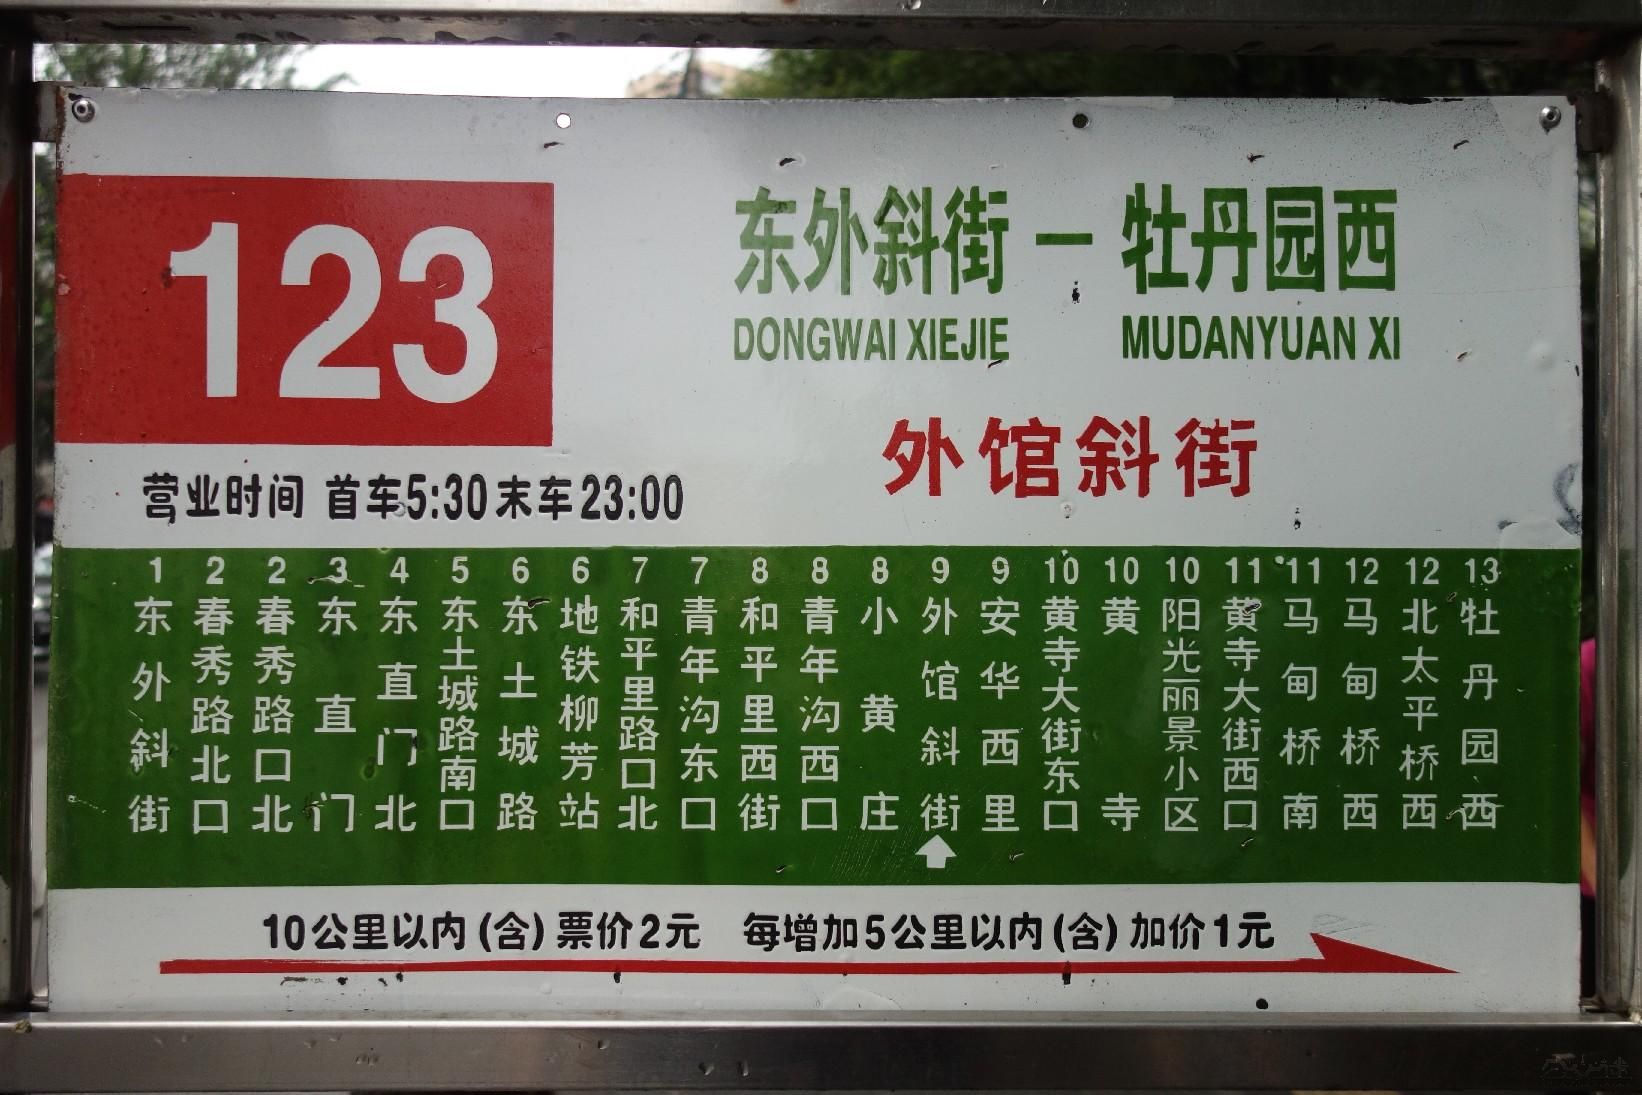 123
东外斜街 — 牡丹园西
DONGWAI XIEJIE MUDANYUAN XI
外馆斜街
营业时间 首车5:30 末车23:00
1 东外斜街
2 春秀路北口
2 春秀路口北
3 东直门
4 东直门北
5 东土城路南口
6 东土城路
6 地铁柳芳站
7 和平里路口北
7 青年沟东口
8 和平里西街
8 青年沟西口
8 小黄庄
9 外馆斜街
9 安华西里
10 黄寺大街东口
10 黄寺
10 阳光丽景小区
11 黄寺大街西口
11 马甸桥南
12 马甸桥西
12 北太平桥西
13 牡丹园西
10公里以内(含)票价2元 每增加5公里以内(含)加价1元